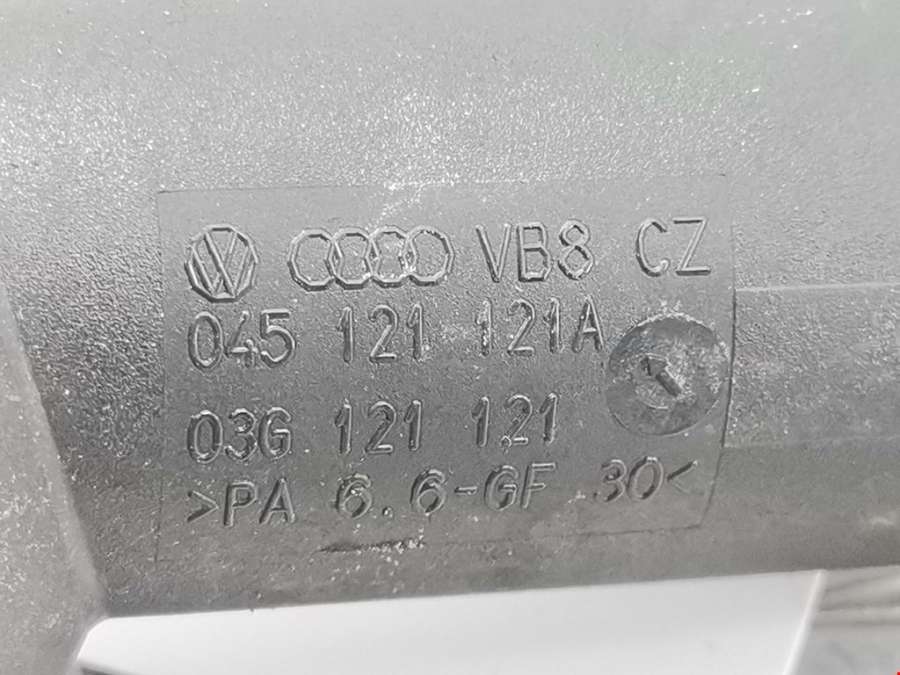 VB8 CZ
045 121 121A
03G 121 121
>PA 6.6-GF 30<